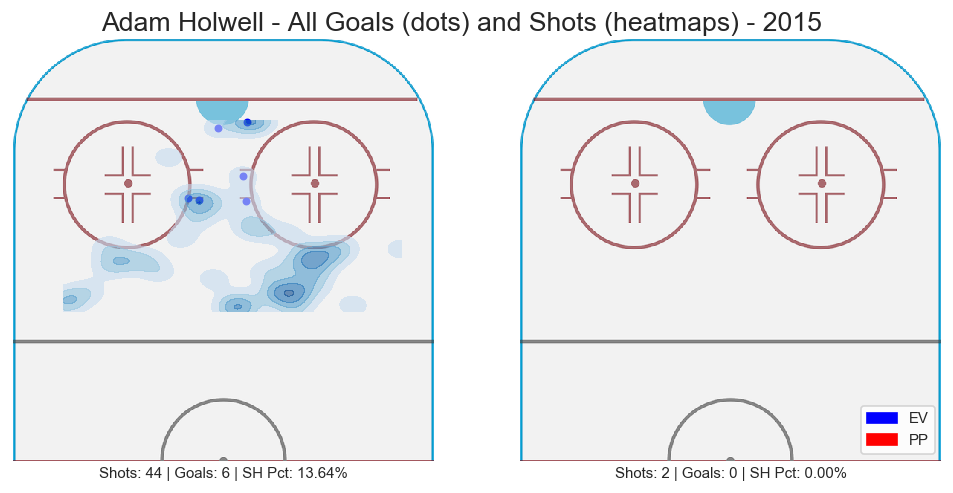 Adam Holwell - All Goals (dots) and Shots (heatmaps) - 2015
EV
PP
Shots: 44 | Goals: 6 | SH Pct: 13.64%
Shots: 2 | Goals: 0 | SH Pct: 0.00%